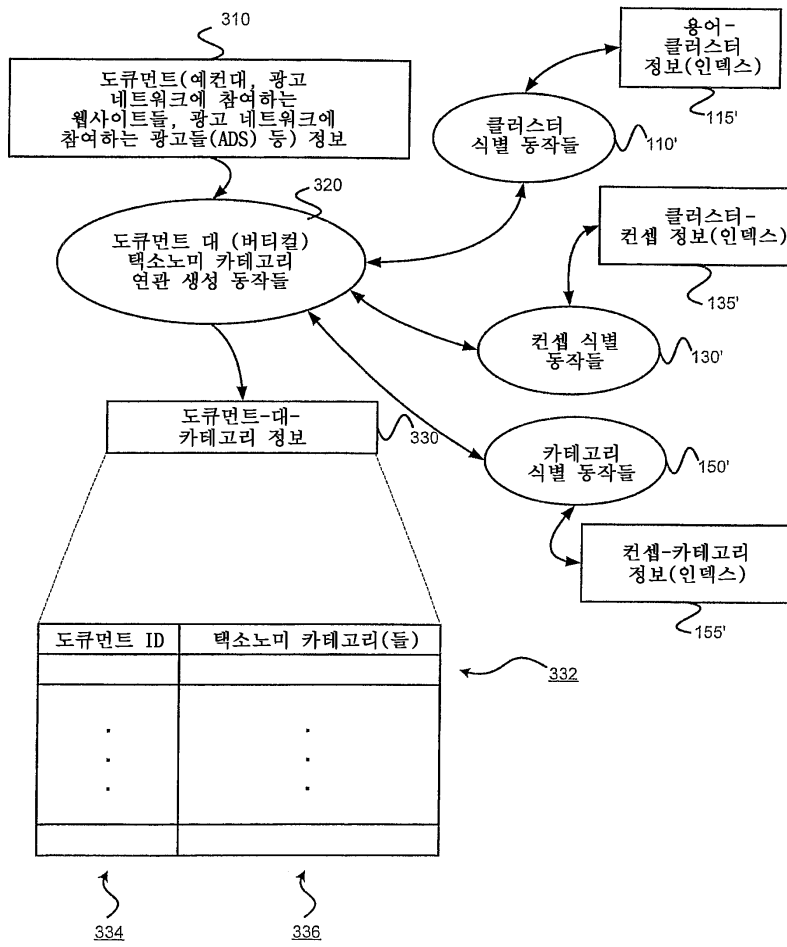 310
도큐먼트(예컨대, 광고
네트워크에 참여하는
웹사이트들, 광고 네트워크에
참여하는 광고들(ADS) 등) 정보
용어-
클러스터
정보(인덱스)
115'
클러스터
식별 동작들
110'
320
도큐먼트 대 (버티컬)
택소노미 카테고리
연관 생성 동작들
클러스터-
컨셉 정보(인덱스)
135'
컨셉 식별
동작들
130'
도큐먼트-대-
카테고리 정보
330
카테고리
식별 동작들
150'
컨셉-카테고리
정보(인덱스)
155'
도큐먼트 ID
택소노미 카테고리(들)
332
334
336